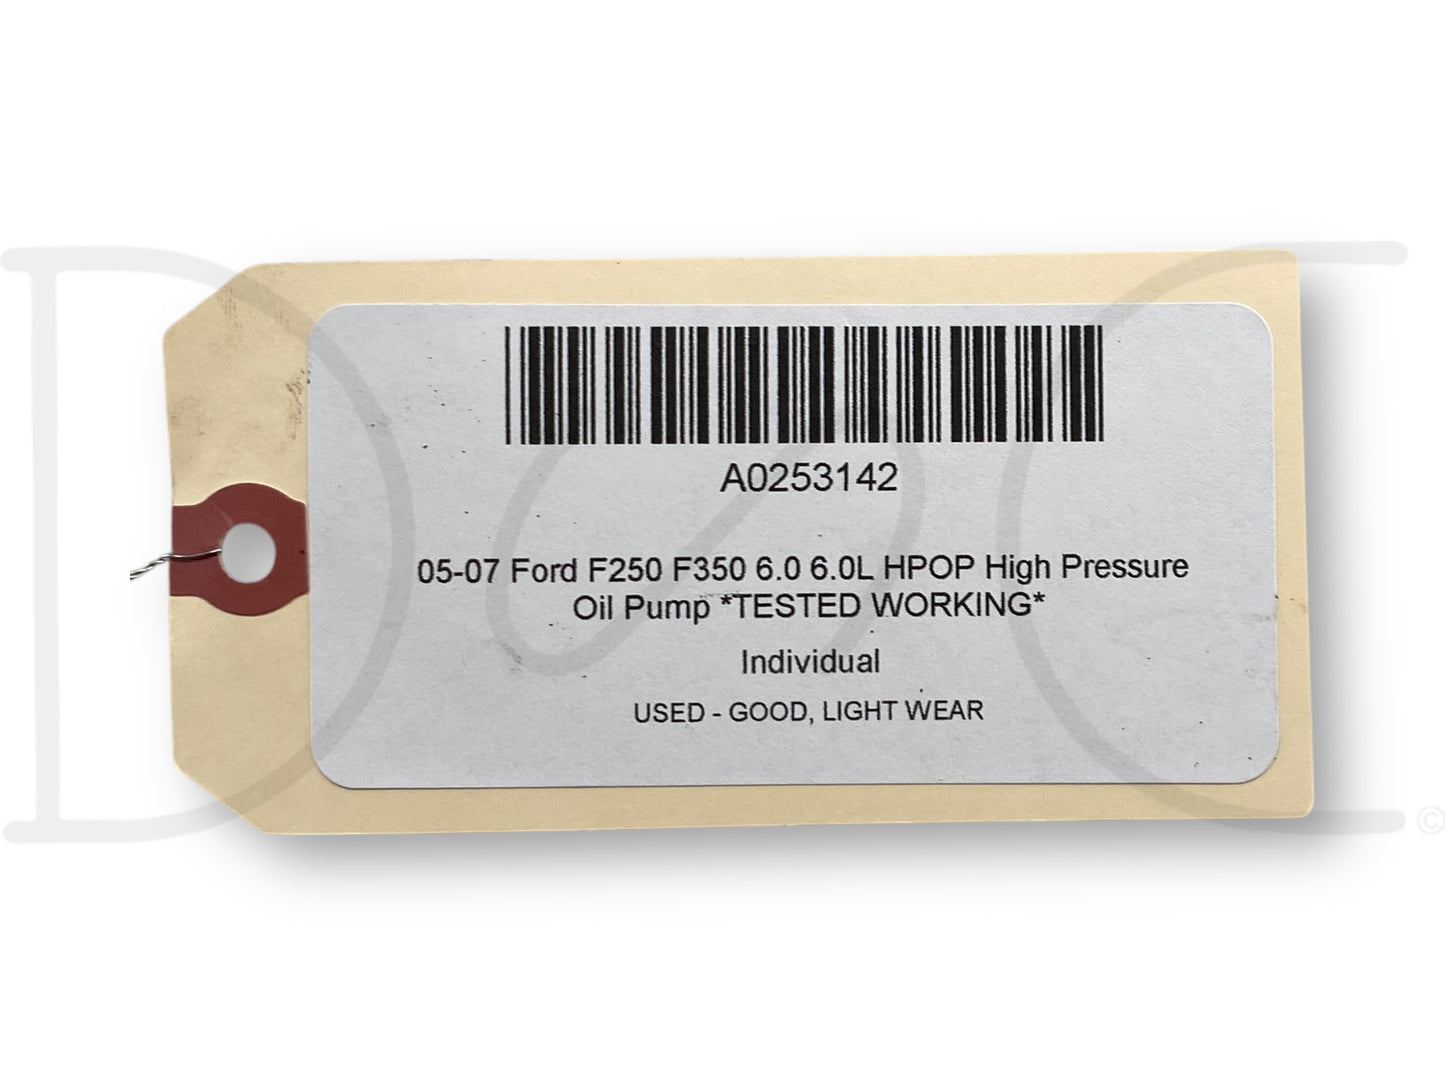 A0253142
05-07 Ford F250 F350 6.0 6.0L HPOP High Pressure
Oil Pump *TESTED WORKING*
Individual
USED - GOOD, LIGHT WEAR
D C
©